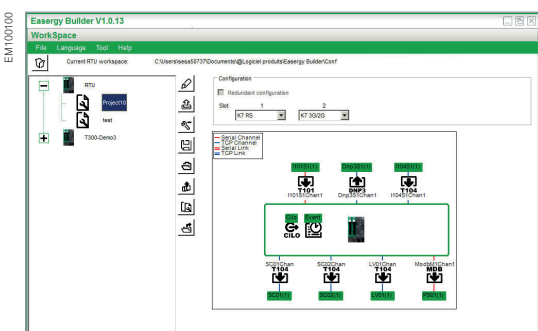 EM100100
Easergy Builder V1.0.13
WorkSpace
File Language Tool Help
Current RTU workspace: C:\Users\sesa50737\Documents\@Logiciel produits\Easergy Builder\Conf
RTU
Project10
test
T300-Demo3
Configuration
Redundant configuration
Slot 1 2
K7 RS K7 3G/2G
Serial Channel
TCP Channel
Serial Link
TCP Link
I101S1(1) Dnp3S1(1) I104S1(1)
T101 DNP3 T104
I101S1Chan1 Dnp3S1Chan1 I104S1Chan1
Cilo Event
CILO
SC01Chan SC02Chan LV01Chan ModbM1Chan1
T104 T104 T104 MDB
SC01(1) SC02(1) LV01(1) PS01(1)